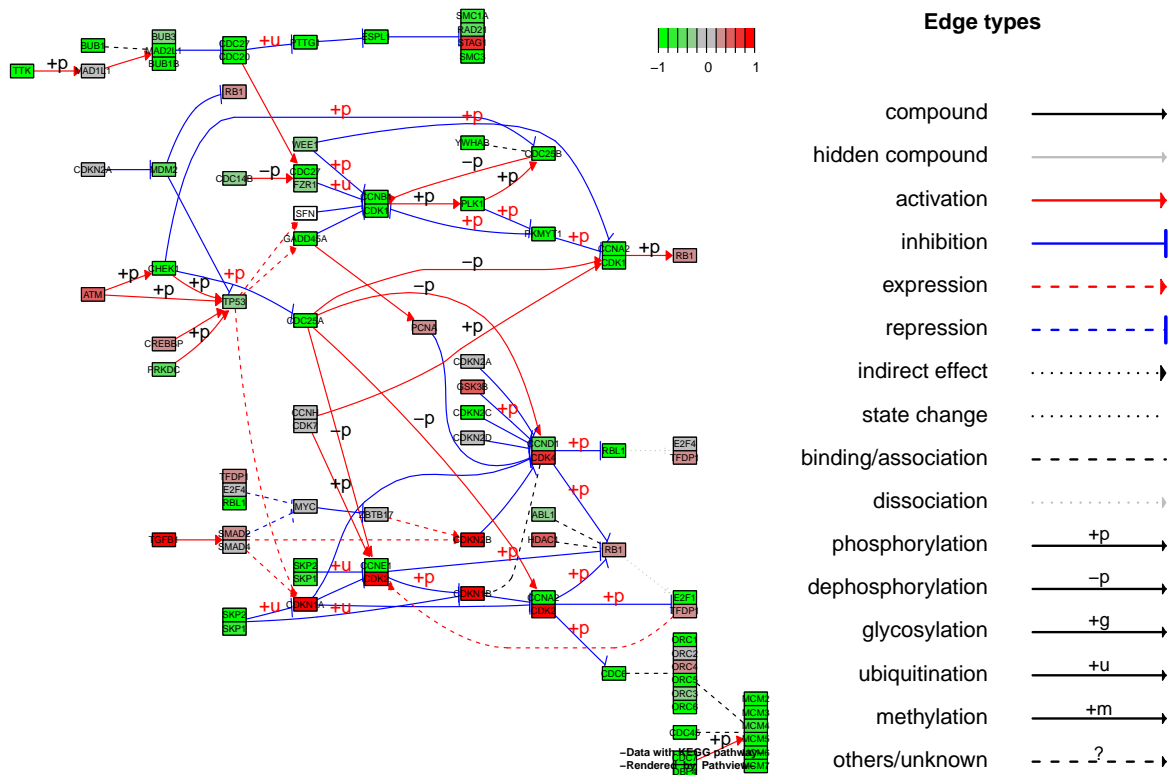 SMC1A
BUB3
RAD21
BUB1
MAD2L1
CDC27
+u
PTTG1
ESPL
STAG1
CDC20
SMC3
BUB1B
TTK
+p
MAD1L1
−1
0
1
Edge types
RB1
compound
+p
+p
WEE1
YWHAB
CDC25B
hidden compound
CDKN2A
MDM2
+p
−p
−p
CDC27
CDC14B
FZR1
+u
+p
activation
CCNB1
+p
PLK1
CDK1
SFN
+p
+p
inhibition
GADD45A
PKMYT1
+p
CCNA2
+p
RB1
CDK1
CHEK1
+p
+p
+p
−p
ATM
+p
TP53
−p
expression
CDC25A
PCNA
+p
repression
CREBBP
+p
PRKDC
CDKN2A
indirect effect
GSK3B
CCNH
CDK7
CDKN2C
+p
−p
−p
state change
CDKN2D
CCND1
+p
RBL1
E2F4
CDK4
TFDP1
binding/association
TFDP1
E2F4
RBL1
+p
+p
dissociation
MYC
ZBTB17
ABL1
TGFB1
SMAD2
SMAD4
CDKN2B
HDAC1
RB1
phosphorylation
+p
SKP2
SKP1
+u
CCNE1
CDK2
+p
+p
+p
dephosphorylation
−p
CDKN1B
CDKN1A
+u
+u
CCNA2
CDK2
+p
E2F1
TFDP1
SKP2
SKP1
+p
glycosylation
+g
ORC1
ORC2
ORC4
ORC5
ORC3
ORC6
CDC6
ubiquitination
+u
MCM2
MCM3
MCM4
MCM5
MCM7
methylation
+m
CDC45
+p
−Data with KEGG pathway−
−Rendered by Pathview
others/unknown
?